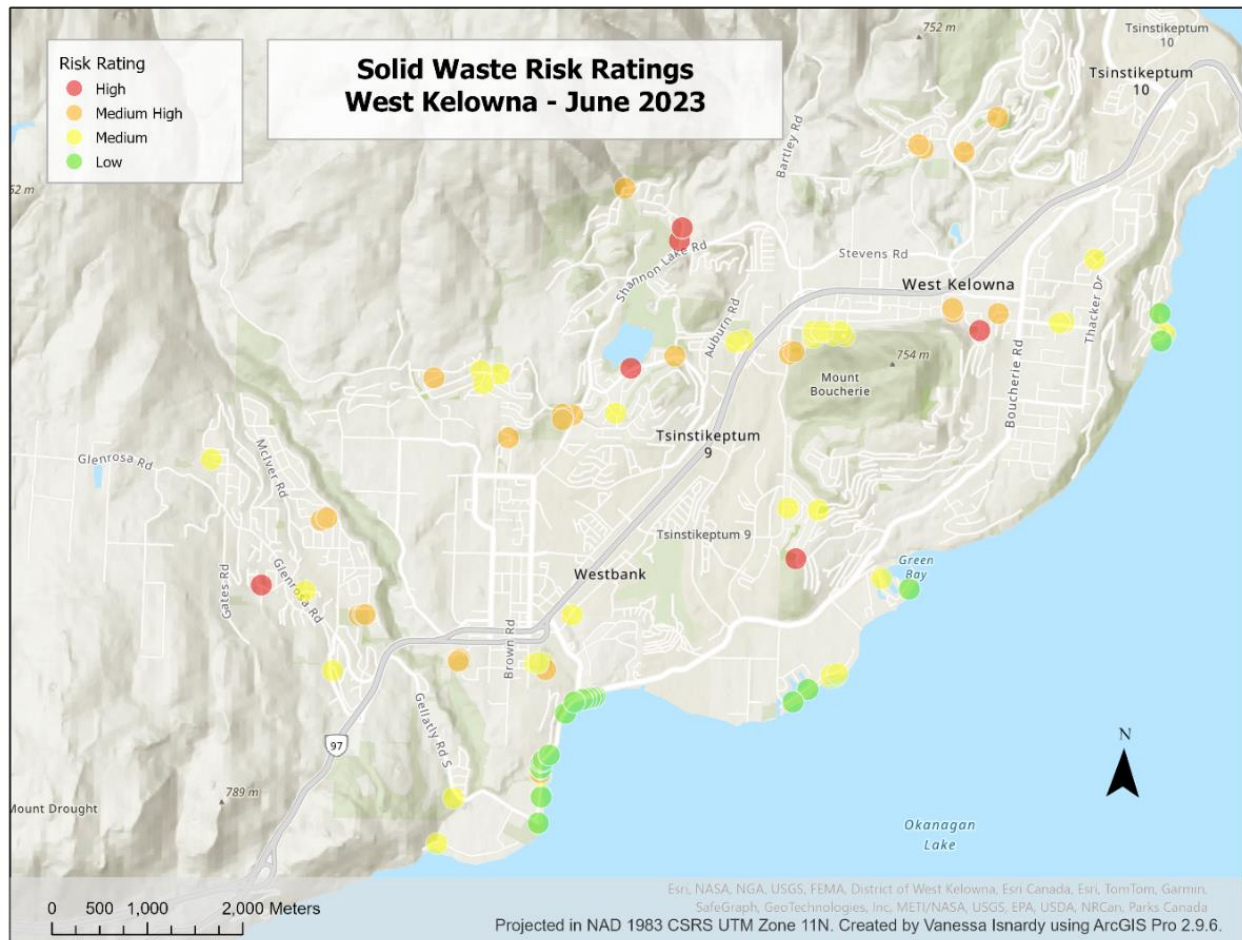 Risk Rating
High
Medium High
Medium
Low
Solid Waste Risk Ratings
West Kelowna - June 2023
752 m
Tsinstikeptum
10
Tsinstikeptum
10
Bartley Rd
52 m
Shannon Lake Rd
Stevens Rd
West Kelowna
Auburn Rd
Thacker Dr
754 m
Mount
Boucherie
Boucherie Rd
Tsinstikeptum
9
Glenrosa Rd
McIver Rd
Tsinstikeptum 9
Green
Bay
Westbank
Gates Rd
Glenrosa Rd
Brown Rd
Gellatly Rd S
97
789 m
Mount Drought
N
Okanagan
Lake
0 500 1,000 2,000 Meters
Esri, NASA, NGA, USGS, FEMA, District of West Kelowna, Esri Canada, Esri, TomTom, Garmin,
SafeGraph, GeoTechnologies, Inc, METI/NASA, USGS, EPA, USDA, NRCan, Parks Canada
Projected in NAD 1983 CSRS UTM Zone 11N. Created by Vanessa Isnardy using ArcGIS Pro 2.9.6.